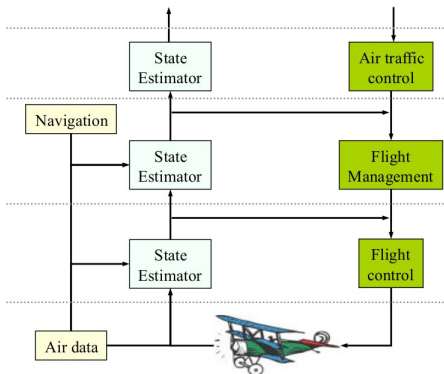 State
Estimator
Air traffic
control
Navigation
State
Estimator
Flight
Management
State
Estimator
Flight
control
Air data